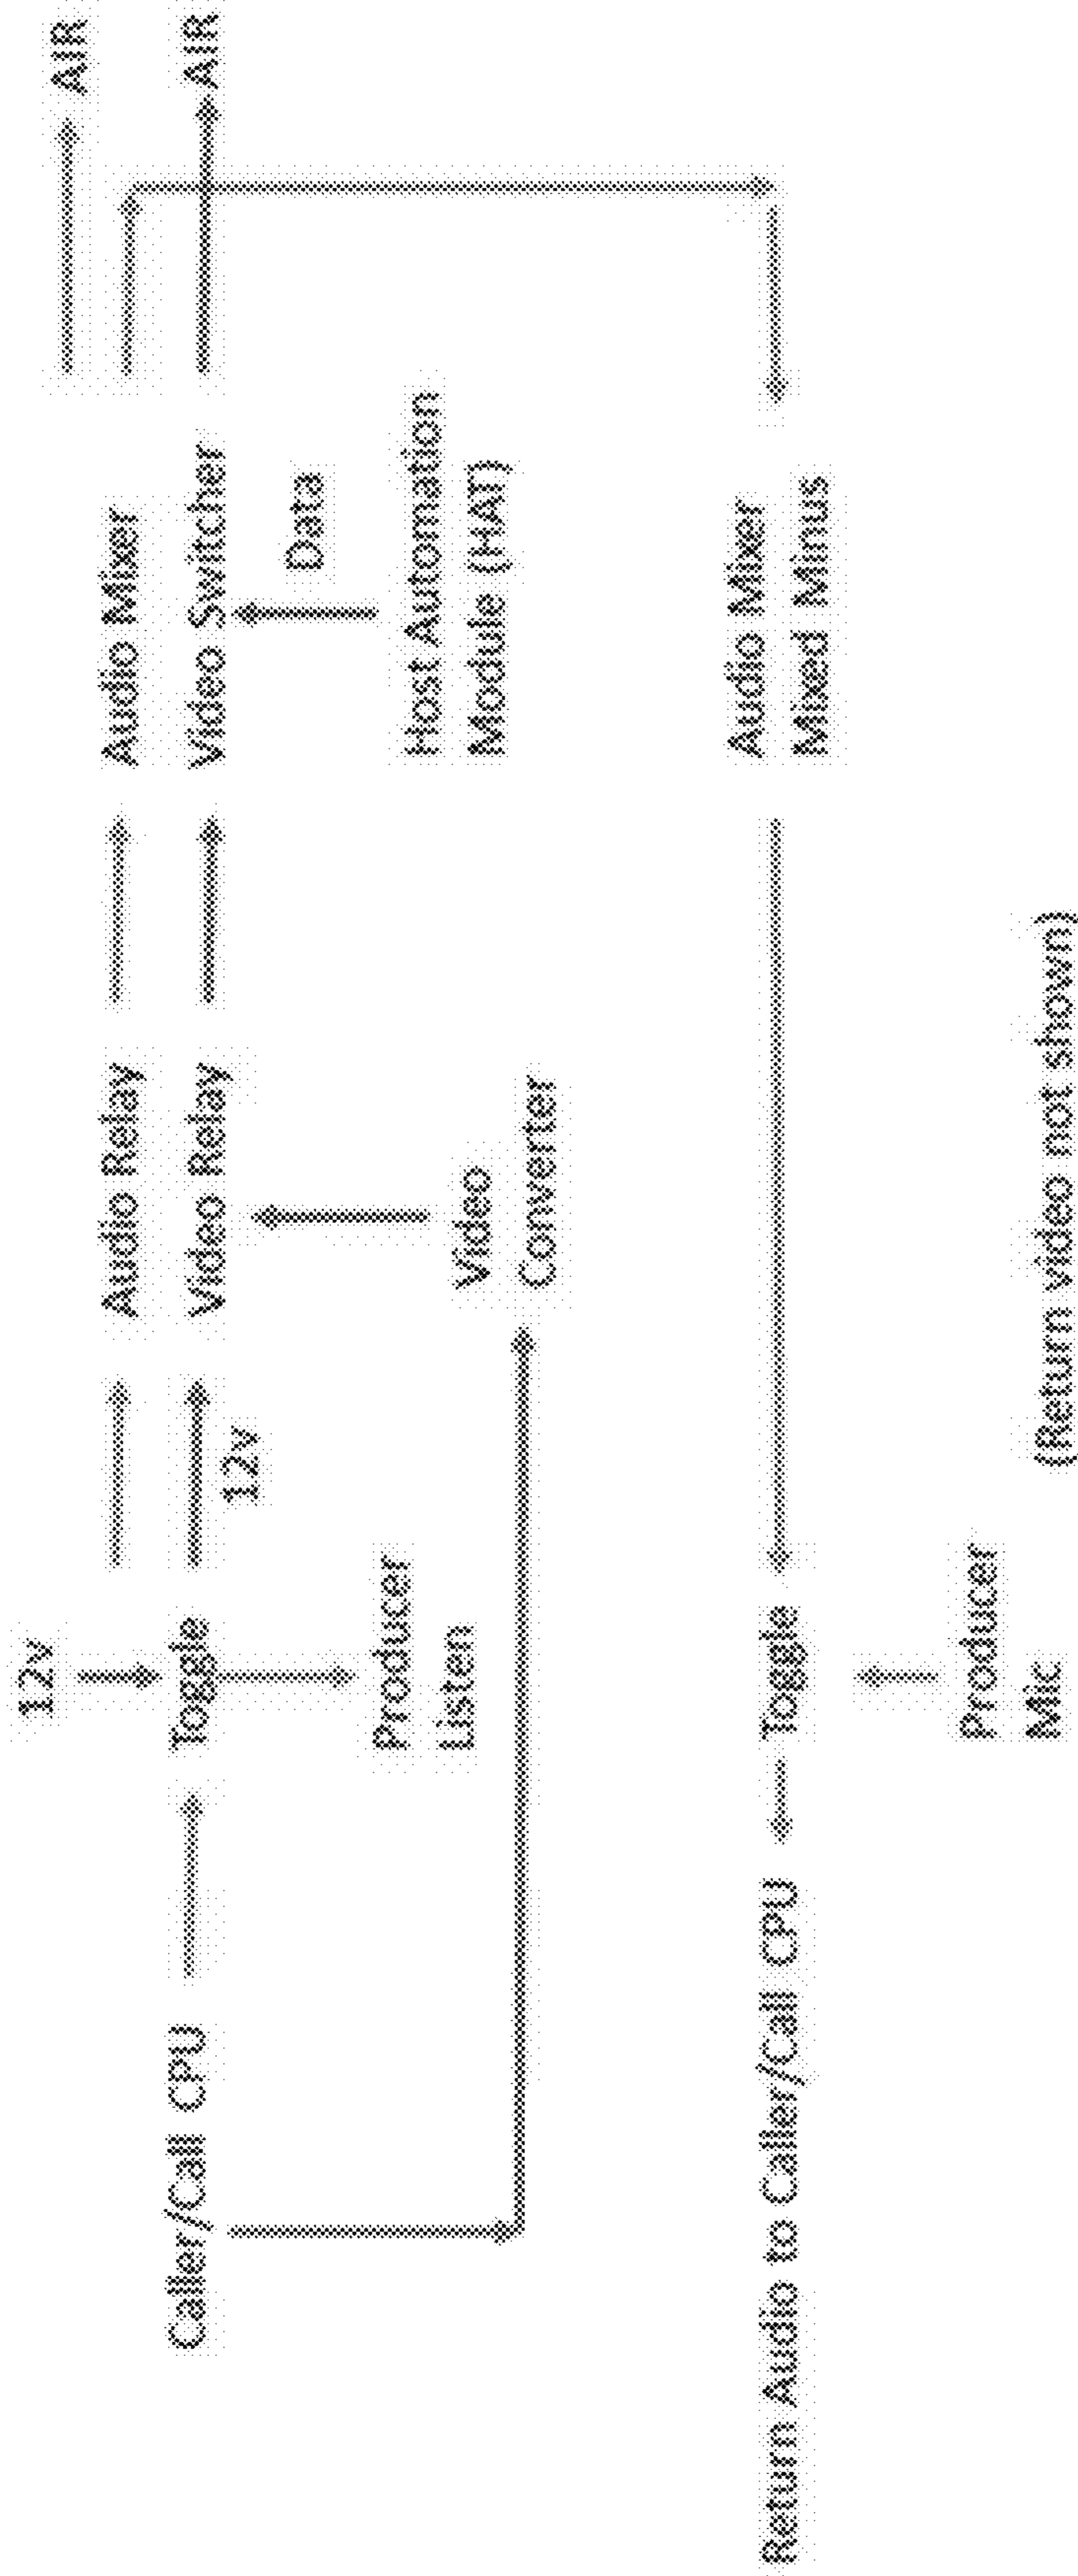 12v
AIR
Audio Relay
Audio Mixer
Caller/Call CPU
Toggle
Video Relay
Video Switcher
AIR
12v
Data
Producer
Listen
Video
Converter
Host Automation
Module (HAT)
Audio Mixer
Mixed Minus
Return Audio to Caller/Call CPU
Toggle
Producer
Mic
(Return video not shown)